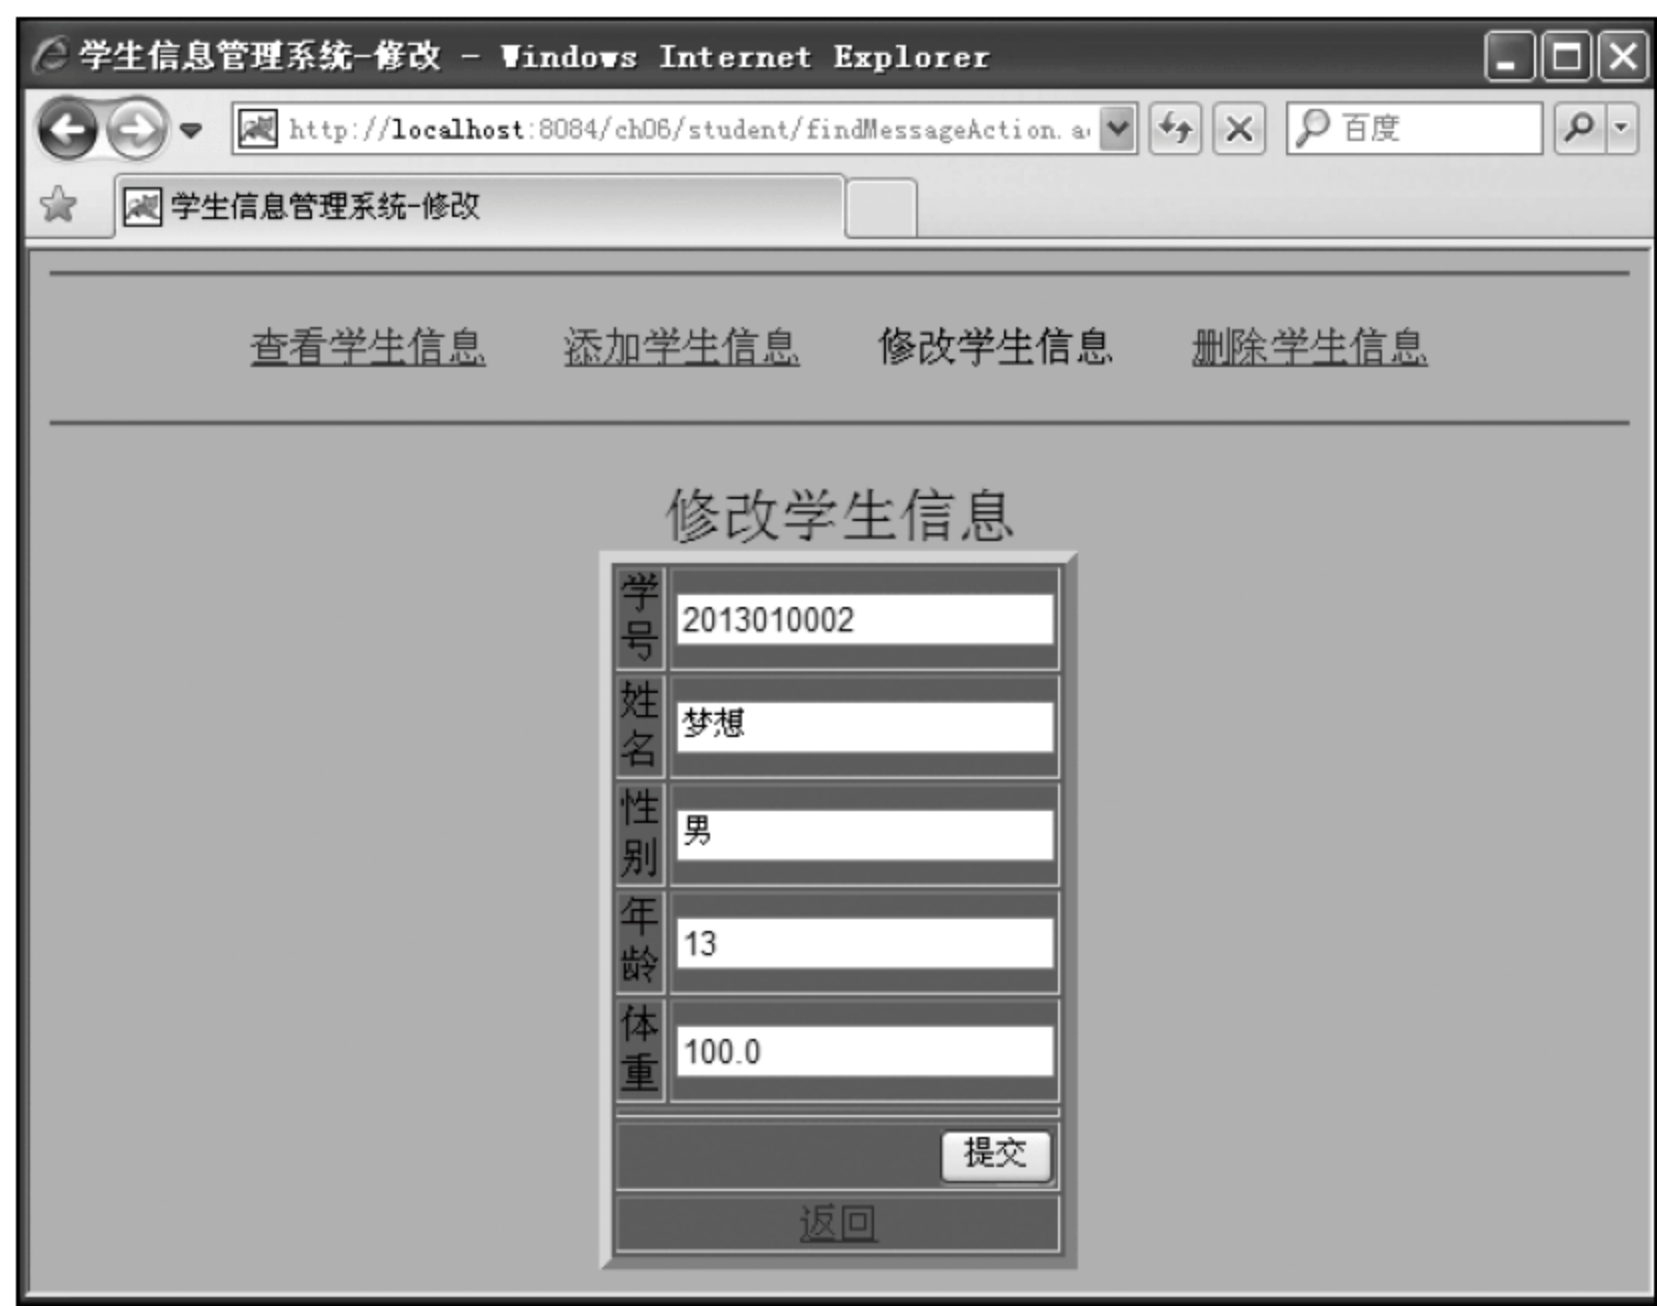 学生信息管理系统-修改 - Windows Internet Explorer
http://localhost:8084/ch06/student/findMessageAction.a
百度
学生信息管理系统-修改
查看学生信息 添加学生信息 修改学生信息 删除学生信息
修改学生信息
学号 2013010002
姓名 梦想
性别 男
年龄 13
体重 100.0
提交
返回